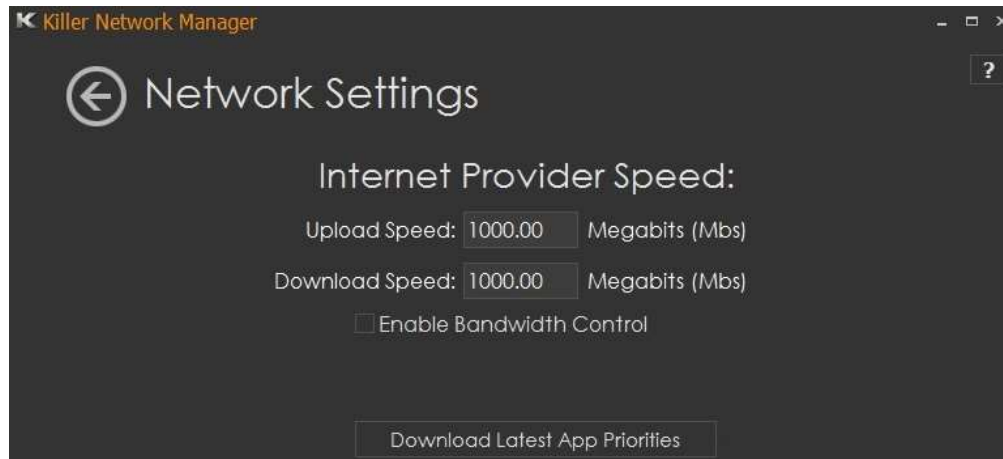 Killer Network Manager
?
Network Settings
Internet Provider Speed:
Upload Speed: 1000.00 Megabits (Mbs)
Download Speed: 1000.00 Megabits (Mbs)
Enable Bandwidth Control
Download Latest App Priorities